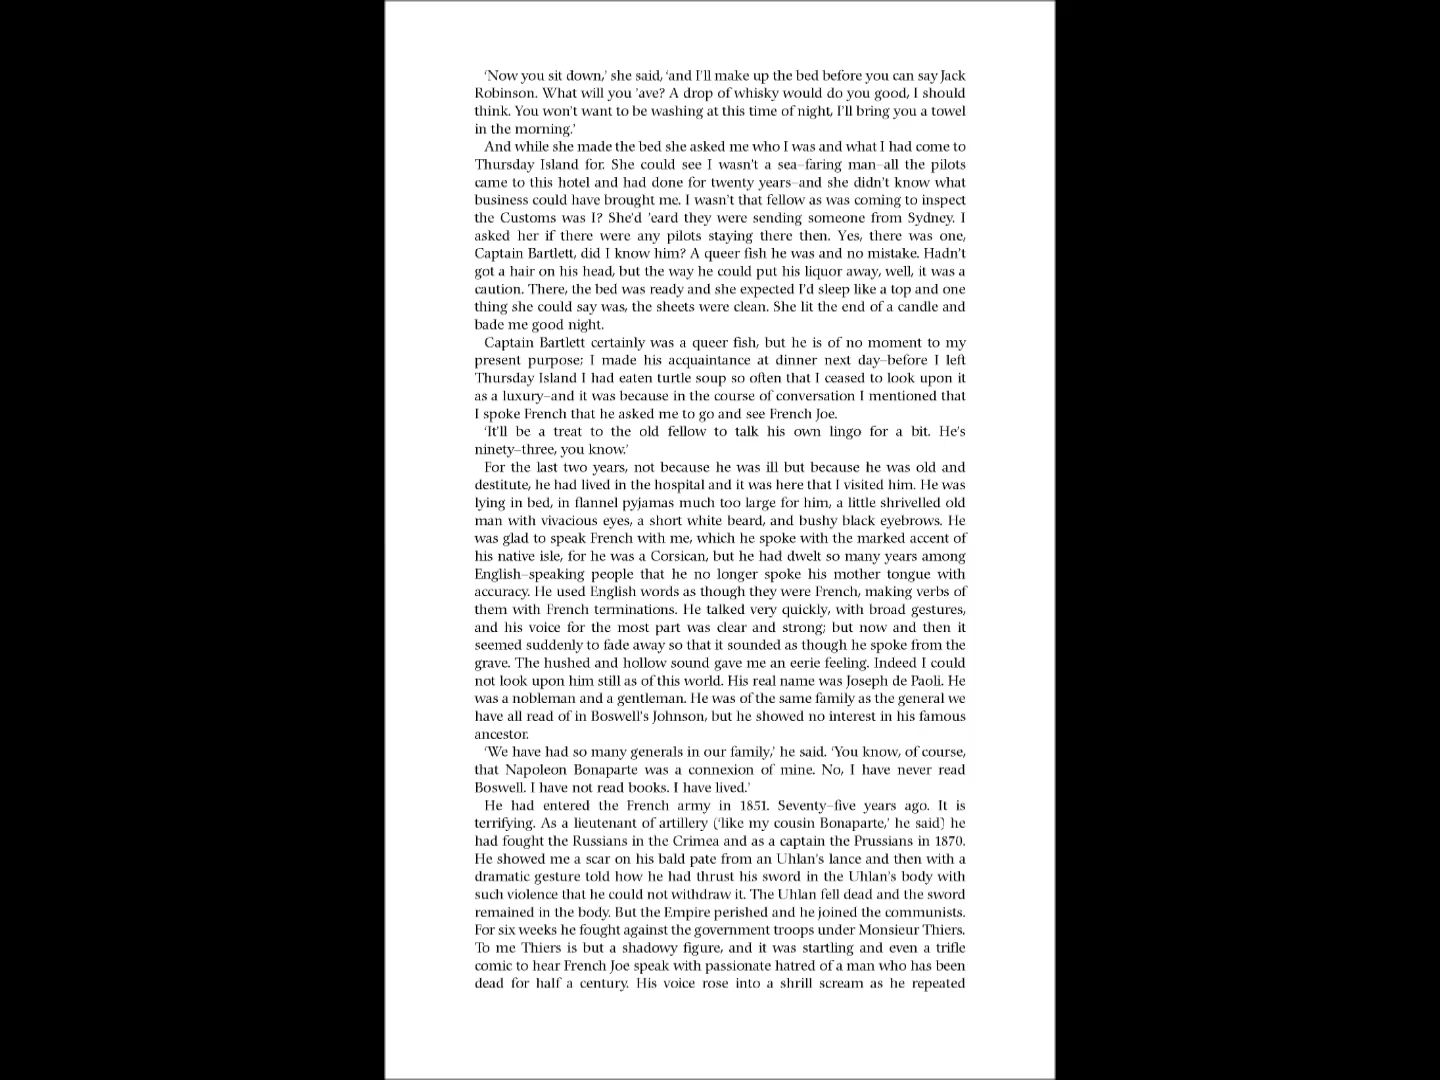 ‘Now you sit down,’ she said, ‘and I’ll make up the bed before you can say Jack
Robinson. What will you ’ave? A drop of whisky would do you good, I should
think. You won’t want to be washing at this time of night, I’ll bring you a towel
in the morning.’
And while she made the bed she asked me who I was and what I had come to
Thursday Island for. She could see I wasn’t a sea–faring man–all the pilots
came to this hotel and had done for twenty years–and she didn’t know what
business could have brought me. I wasn’t that fellow as was coming to inspect
the Customs was I? She’d ’eard they were sending someone from Sydney. I
asked her if there were any pilots staying there then. Yes, there was one,
Captain Bartlett, did I know him? A queer fish he was and no mistake. Hadn’t
got a hair on his head, but the way he could put his liquor away, well, it was a
caution. There, the bed was ready and she expected I’d sleep like a top and one
thing she could say was, the sheets were clean. She lit the end of a candle and
bade me good night.
Captain Bartlett certainly was a queer fish, but he is of no moment to my
present purpose; I made his acquaintance at dinner next day–before I left
Thursday Island I had eaten turtle soup so often that I ceased to look upon it
as a luxury–and it was because in the course of conversation I mentioned that
I spoke French that he asked me to go and see French Joe.
‘It’ll be a treat to the old fellow to talk his own lingo for a bit. He’s
ninety–three, you know.’
For the last two years, not because he was ill but because he was old and
destitute, he had lived in the hospital and it was here that I visited him. He was
lying in bed, in flannel pyjamas much too large for him, a little shrivelled old
man with vivacious eyes, a short white beard, and bushy black eyebrows. He
was glad to speak French with me, which he spoke with the marked accent of
his native isle, for he was a Corsican, but he had dwelt so many years among
English–speaking people that he no longer spoke his mother tongue with
accuracy. He used English words as though they were French, making verbs of
them with French terminations. He talked very quickly, with broad gestures,
and his voice for the most part was clear and strong; but now and then it
seemed suddenly to fade away so that it sounded as though he spoke from the
grave. The hushed and hollow sound gave me an eerie feeling. Indeed I could
not look upon him still as of this world. His real name was Joseph de Paoli. He
was a nobleman and a gentleman. He was of the same family as the general we
have all read of in Boswell’s Johnson, but he showed no interest in his famous
ancestor.
‘We have had so many generals in our family,’ he said. ‘You know, of course,
that Napoleon Bonaparte was a connexion of mine. No, I have never read
Boswell. I have not read books. I have lived.’
He had entered the French army in 1851. Seventy–five years ago. It is
terrifying. As a lieutenant of artillery (‘like my cousin Bonaparte,’ he said) he
had fought the Russians in the Crimea and as a captain the Prussians in 1870.
He showed me a scar on his bald pate from an Uhlan’s lance and then with a
dramatic gesture told how he had thrust his sword in the Uhlan’s body with
such violence that he could not withdraw it. The Uhlan fell dead and the sword
remained in the body. But the Empire perished and he joined the communists.
For six weeks he fought against the government troops under Monsieur Thiers.
To me Thiers is but a shadowy figure, and it was startling and even a trifle
comic to hear French Joe speak with passionate hatred of a man who has been
dead for half a century. His voice rose into a shrill scream as he repeated